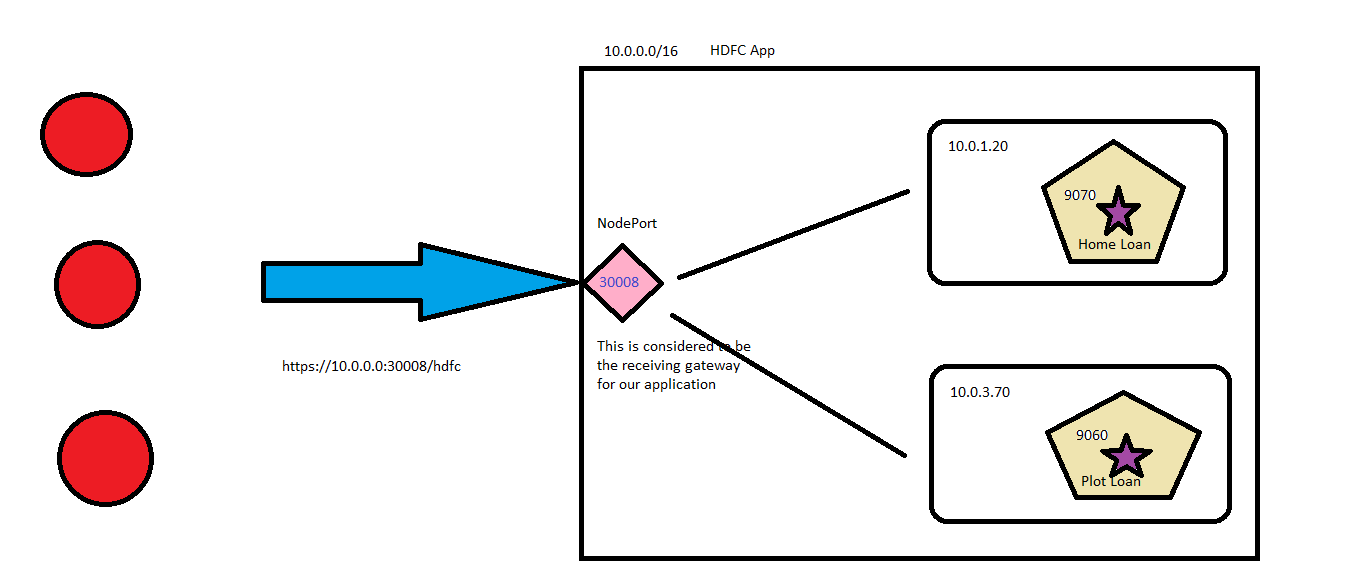 10.0.0.0/16 HDFC App
10.0.1.20
9070
Home Loan
NodePort
30008
This is considered to be
the receiving gateway
for our application
https://10.0.0.0:30008/hdfc
10.0.3.70
9060
Plot Loan